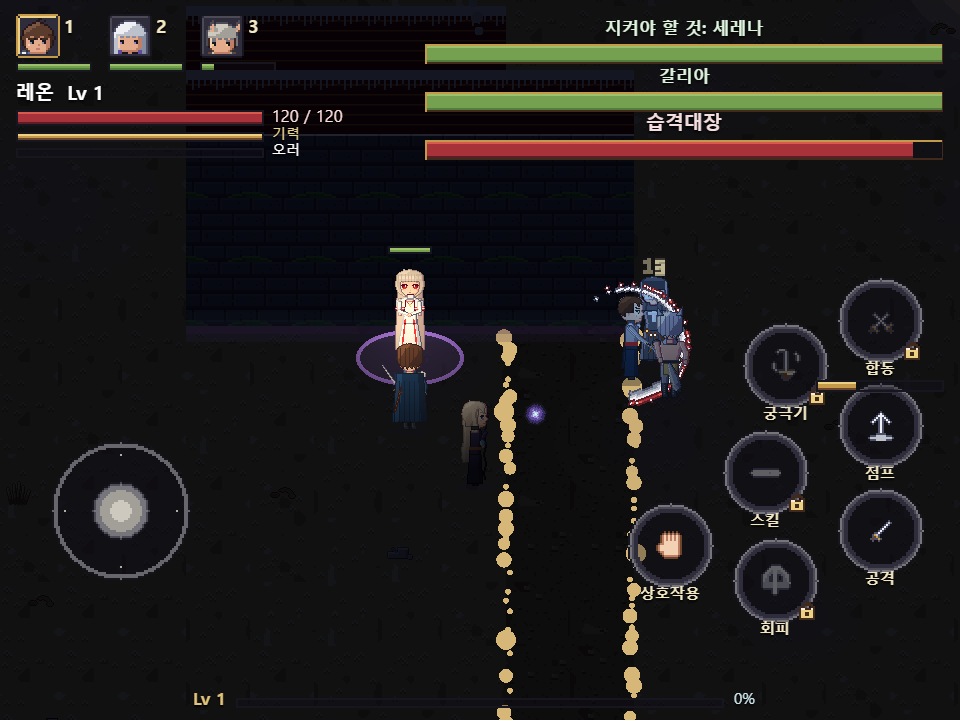 1
2
3
레온 Lv 1
120 / 120
기력
오러
지켜야 할 것: 세레나
갈리아
습격대장
13
합동
궁극기
점프
스킬
상호작용
공격
회피
Lv 1
0%